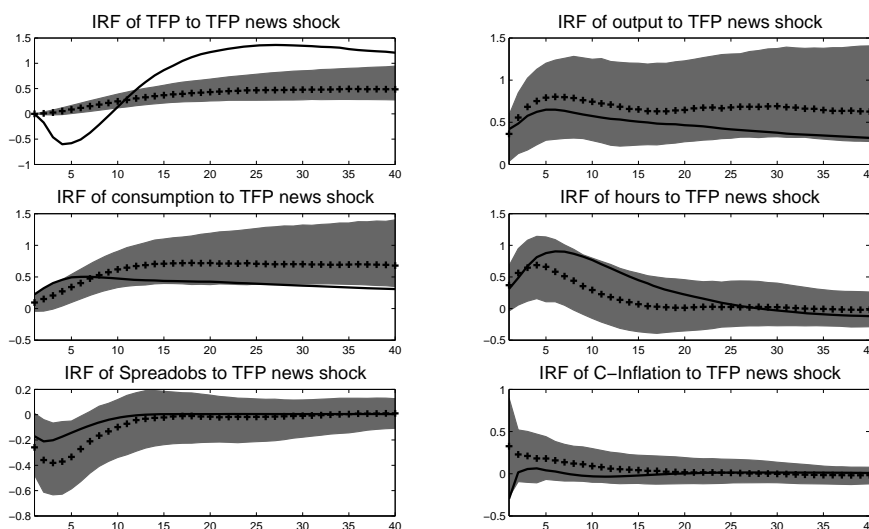 IRF of TFP to TFP news shock
1.5
1
0.5
0
−0.5
−1
5 10 15 20 25 30 35 40
IRF of output to TFP news shock
1.5
1
0.5
0
5 10 15 20 25 30 35 40
IRF of consumption to TFP news shock
1.5
1
0.5
0
−0.5
5 10 15 20 25 30 35 40
IRF of hours to TFP news shock
1.5
1
0.5
0
−0.5
5 10 15 20 25 30 35 40
IRF of Spreadobs to TFP news shock
0.2
0
−0.2
−0.4
−0.6
−0.8
5 10 15 20 25 30 35 40
IRF of C−Inflation to TFP news shock
1
0.5
0
−0.5
5 10 15 20 25 30 35 40